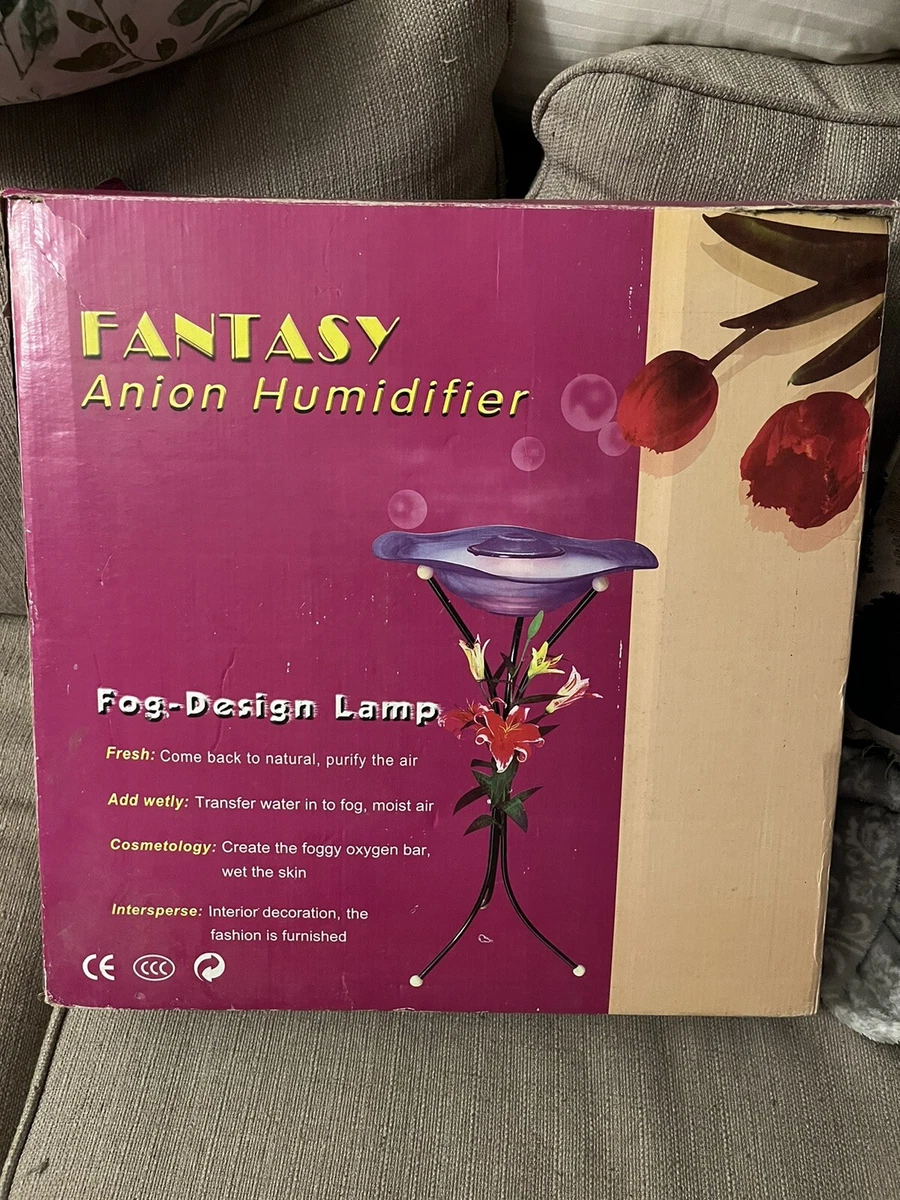 FANTASY
Anion Humidifier
Fog-Design Lamp
Fresh: Come back to natural, purify the air
Add wetly: Transfer water in to fog, moist air
Cosmetology: Create the foggy oxygen bar,
wet the skin
Intersperse: Interior decoration, the
fashion is furnished
CE CCC